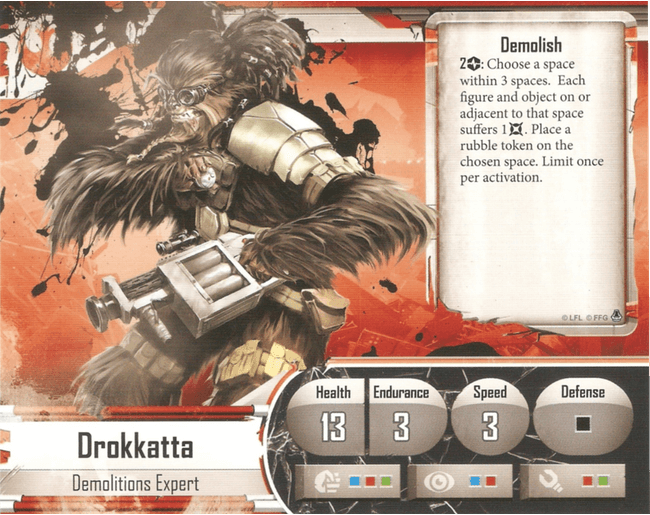 Demolish
2: Choose a space
within 3 spaces. Each
figure and object on or
adjacent to that space
suffers 1. Place a
rubble token on the
chosen space. Limit once
per activation.
© LFL © FFG
Health
Endurance
Speed
Defense
13
3
3
Drokkatta
Demolitions Expert